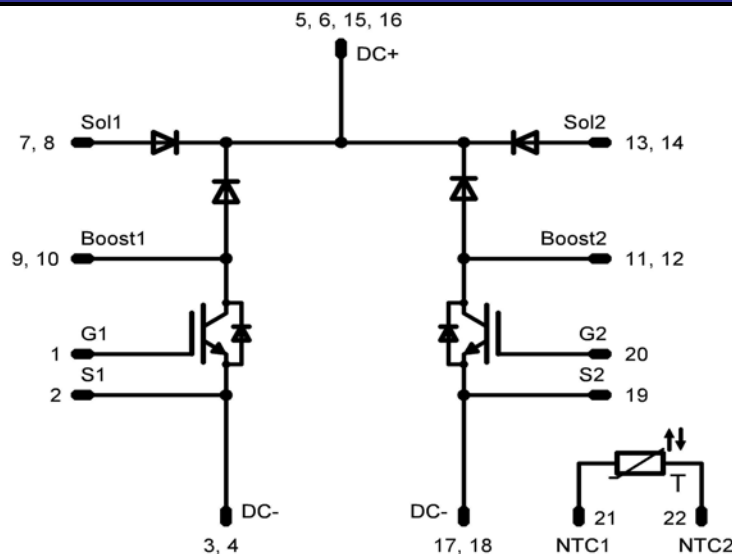 5, 6, 15, 16
DC+
Sol1
Sol2
7, 8
13, 14
Boost1
Boost2
9, 10
11, 12
G1
G2
1
20
S1
S2
2
19
T
DC-
DC-
21
22
3, 4
17, 18
NTC1
NTC2